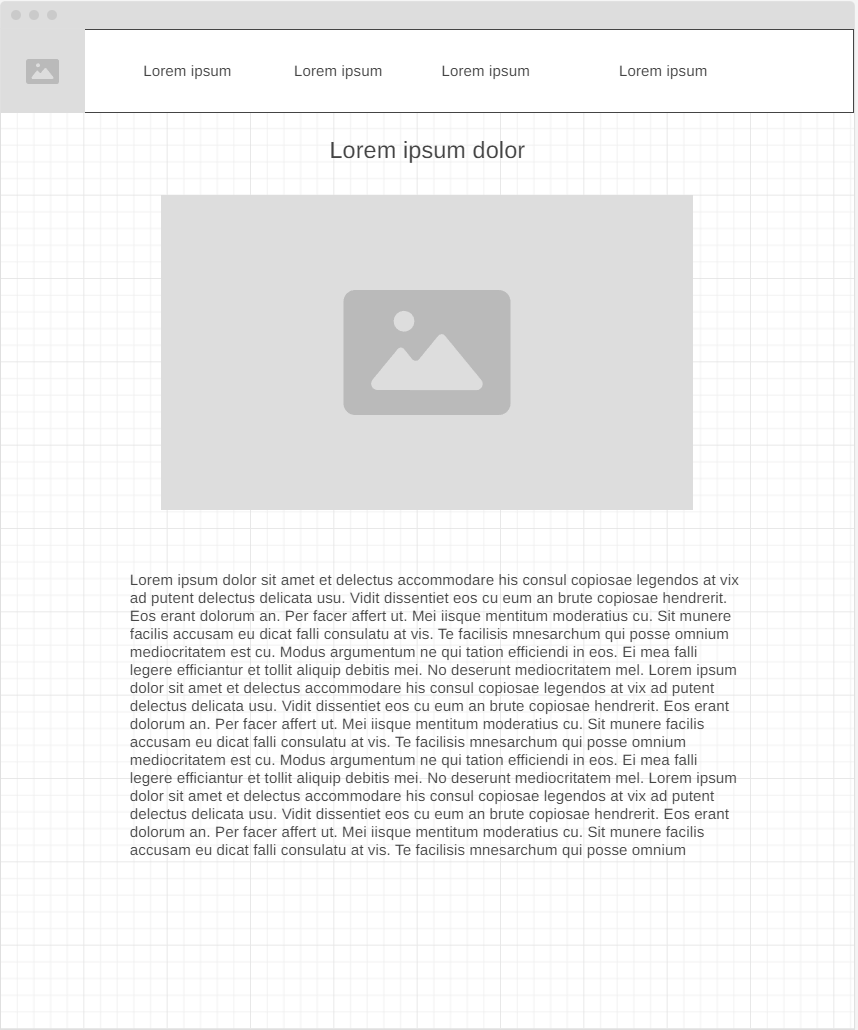 Lorem ipsum Lorem ipsum Lorem ipsum Lorem ipsum
Lorem ipsum dolor
Lorem ipsum dolor sit amet et delectus accommodare his consul copiosae legendos at vix
ad putent delectus delicata usu. Vidit dissentiet eos cu eum an brute copiosae hendrerit.
Eos erant dolorum an. Per facer affert ut. Mei iisque mentitum moderatius cu. Sit munere
facilis accusam eu dicat falli consulatu at vis. Te facilisis mnesarchum qui posse omnium
mediocritatem est cu. Modus argumentum ne qui tation efficiendi in eos. Ei mea falli
legere efficiantur et tollit aliquip debitis mei. No deserunt mediocritatem mel. Lorem ipsum
dolor sit amet et delectus accommodare his consul copiosae legendos at vix ad putent
delectus delicata usu. Vidit dissentiet eos cu eum an brute copiosae hendrerit. Eos erant
dolorum an. Per facer affert ut. Mei iisque mentitum moderatius cu. Sit munere facilis
accusam eu dicat falli consulatu at vis. Te facilisis mnesarchum qui posse omnium
mediocritatem est cu. Modus argumentum ne qui tation efficiendi in eos. Ei mea falli
legere efficiantur et tollit aliquip debitis mei. No deserunt mediocritatem mel. Lorem ipsum
dolor sit amet et delectus accommodare his consul copiosae legendos at vix ad putent
delectus delicata usu. Vidit dissentiet eos cu eum an brute copiosae hendrerit. Eos erant
dolorum an. Per facer affert ut. Mei iisque mentitum moderatius cu. Sit munere facilis
accusam eu dicat falli consulatu at vis. Te facilisis mnesarchum qui posse omnium